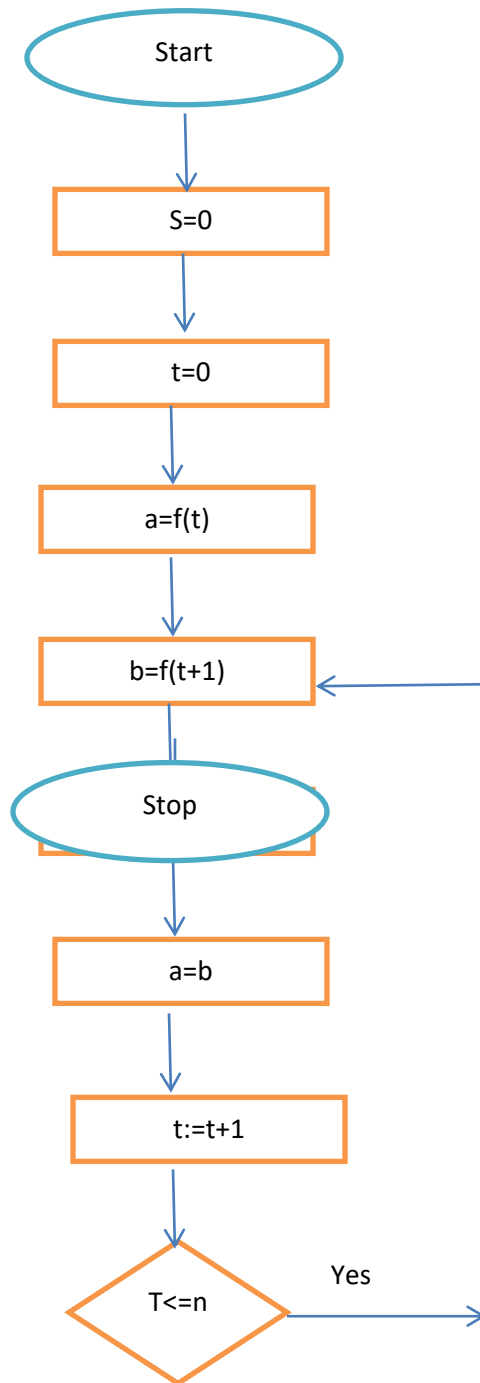 Start
S=0
t=0
a=f(t)
b=f(t+1)
Stop
a=b
t:=t+1
Yes
T<=n